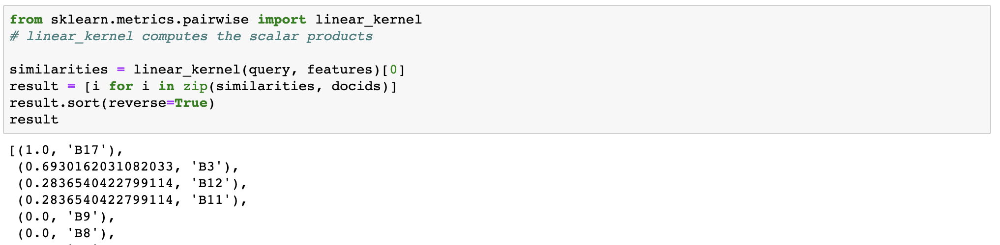 from sklearn.metrics.pairwise import linear_kernel
# linear_kernel computes the scalar products
similarities = linear_kernel(query, features)[0]
result = [i for i in zip(similarities, docids)]
result.sort(reverse=True)
result
[(1.0, 'B17'),
(0.6930162031082033, 'B3'),
(0.2836540422799114, 'B12'),
(0.2836540422799114, 'B11'),
(0.0, 'B9'),
(0.0, 'B8'),